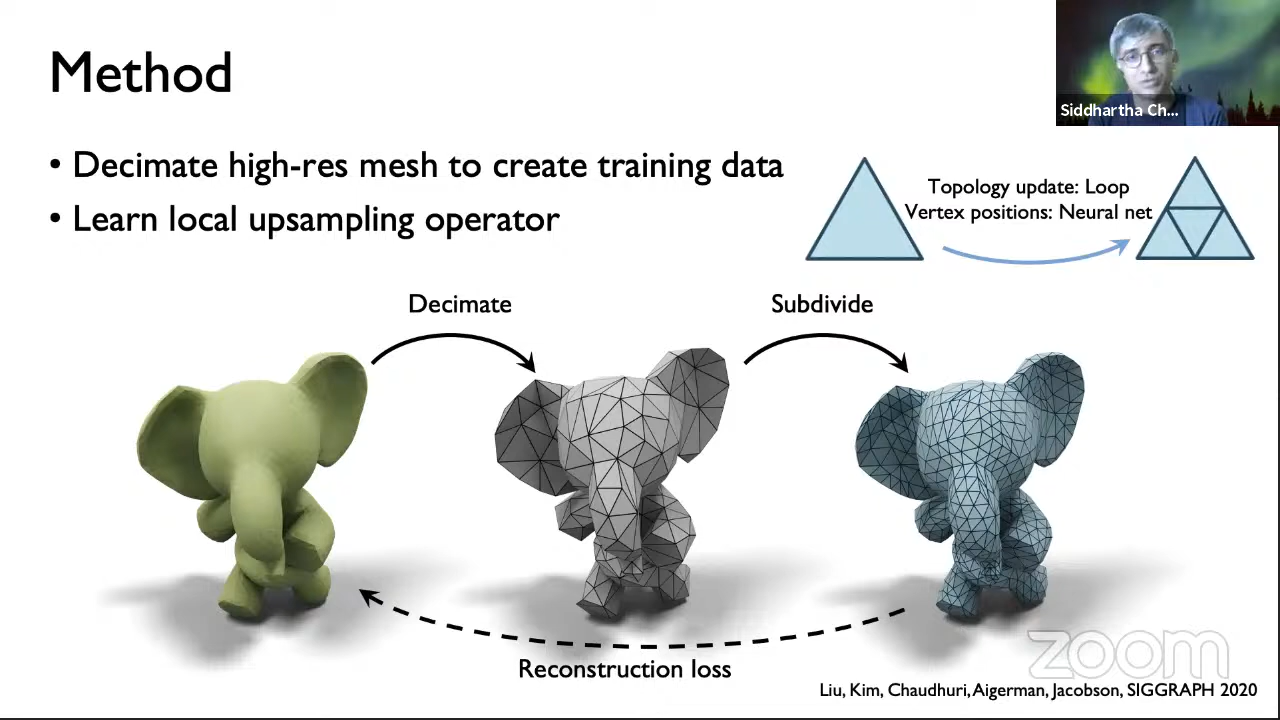 Method
Siddhartha Ch...
• Decimate high-res mesh to create training data
• Learn local upsampling operator
Topology update: Loop
Vertex positions: Neural net
Decimate
Subdivide
Reconstruction loss
zoom
Liu, Kim, Chaudhuri, Aigerman, Jacobson, SIGGRAPH 2020